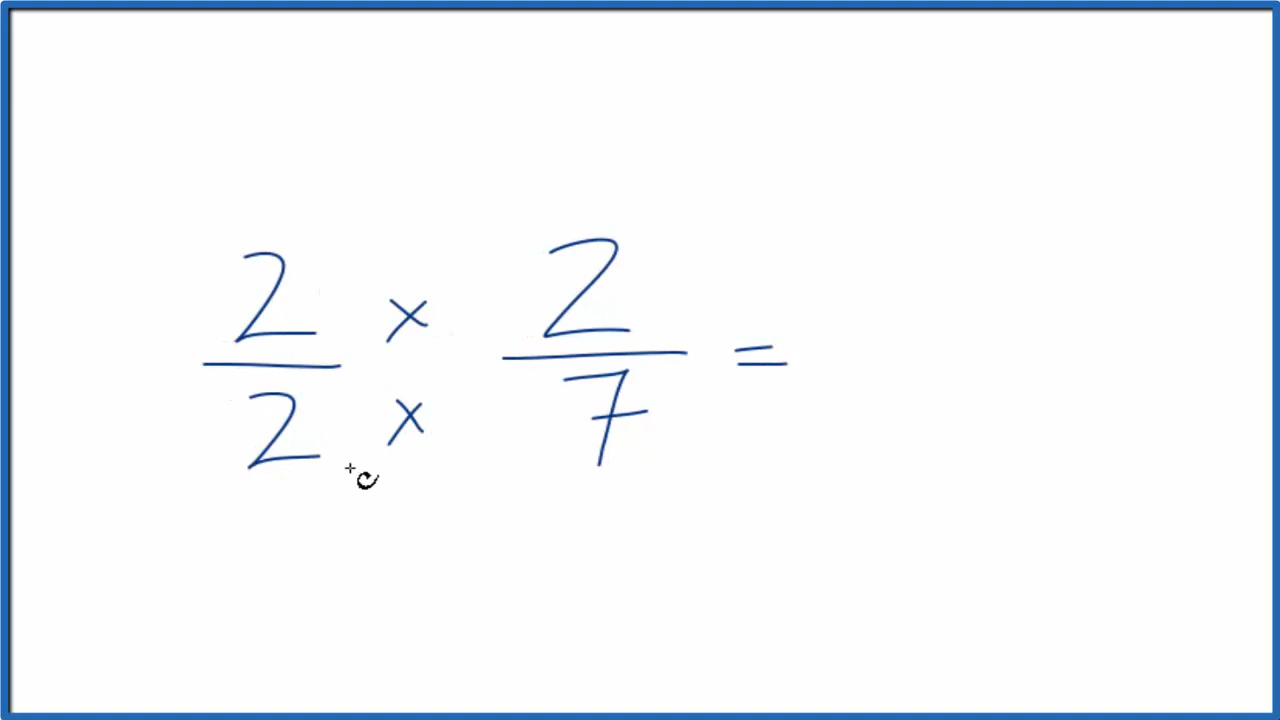 2 × 2 =
2 × 7